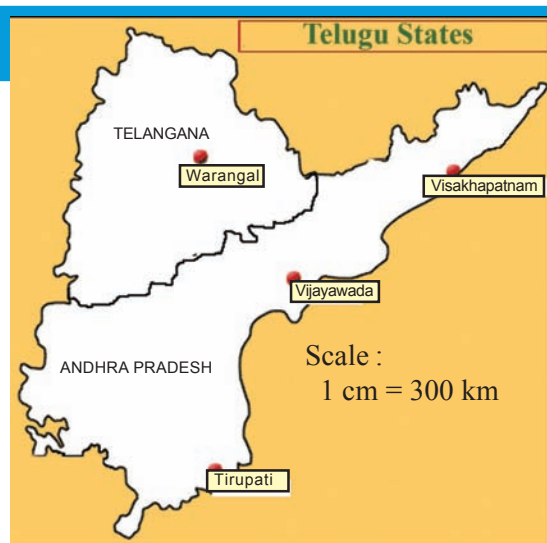 Telugu States
TELANGANA
Warangal
Visakhapatnam
Vijayawada
ANDHRA PRADESH
Scale :
1 cm = 300 km
Tirupati